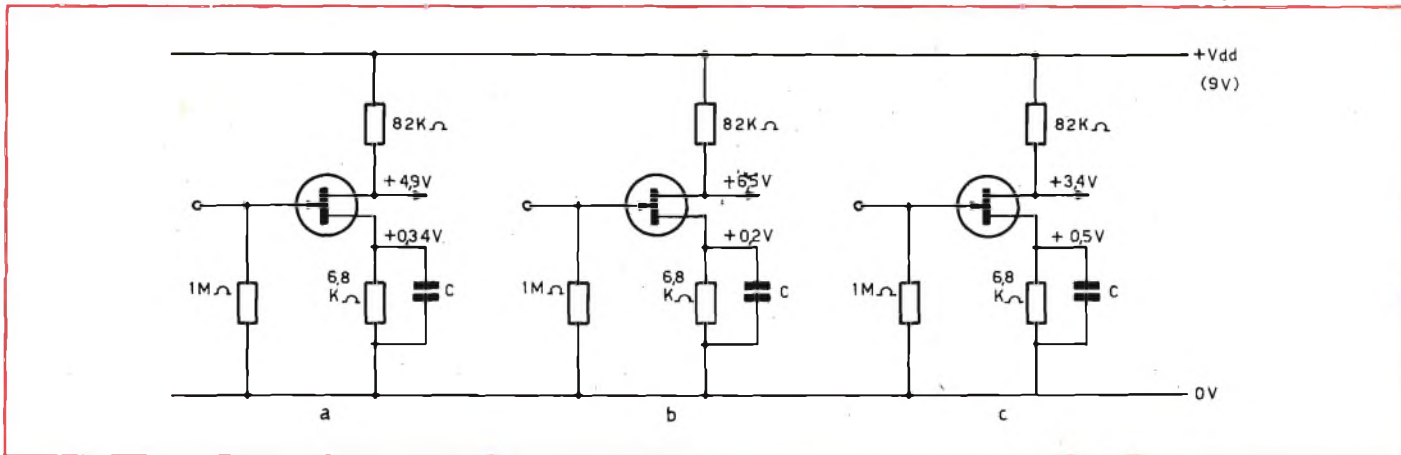 +Vdd
(9V)
82KΩ
82KΩ
82KΩ
+4,9V
+6,5V
+3,4V
+0,34V
+0,2V
+0,5V
1MΩ
6,8
KΩ
C
1MΩ
6,8
KΩ
C
1MΩ
6,8
KΩ
C
0V
a
b
c